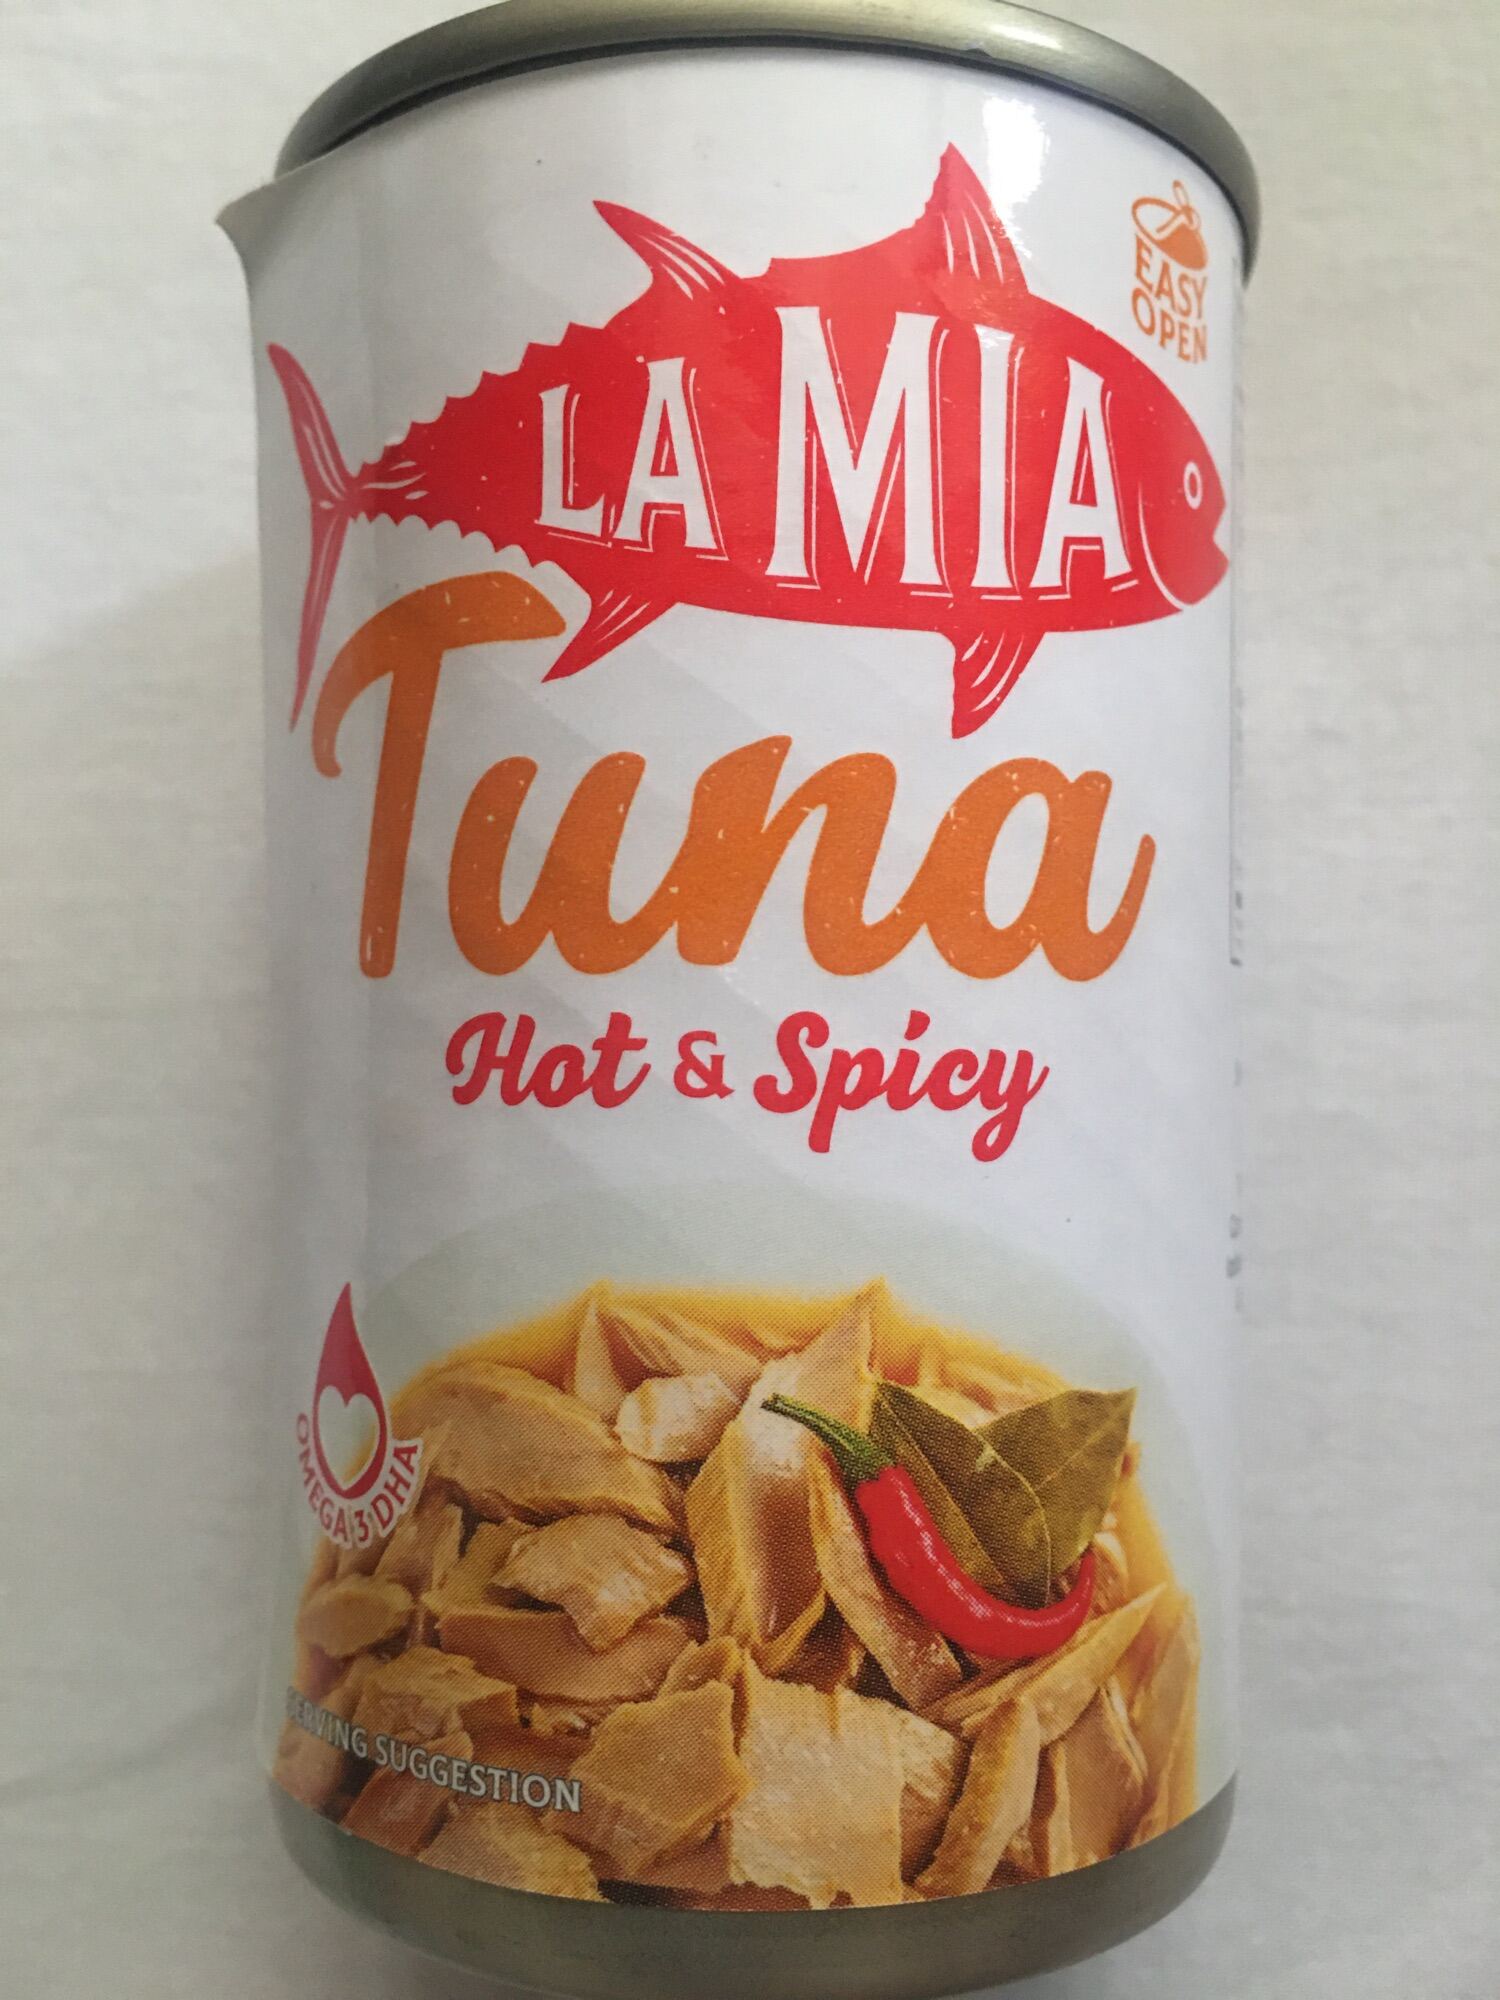 EASY
OPEN
LA MIA
Tuna
Hot & Spicy
OMEGA 3 DHA
SERVING SUGGESTION